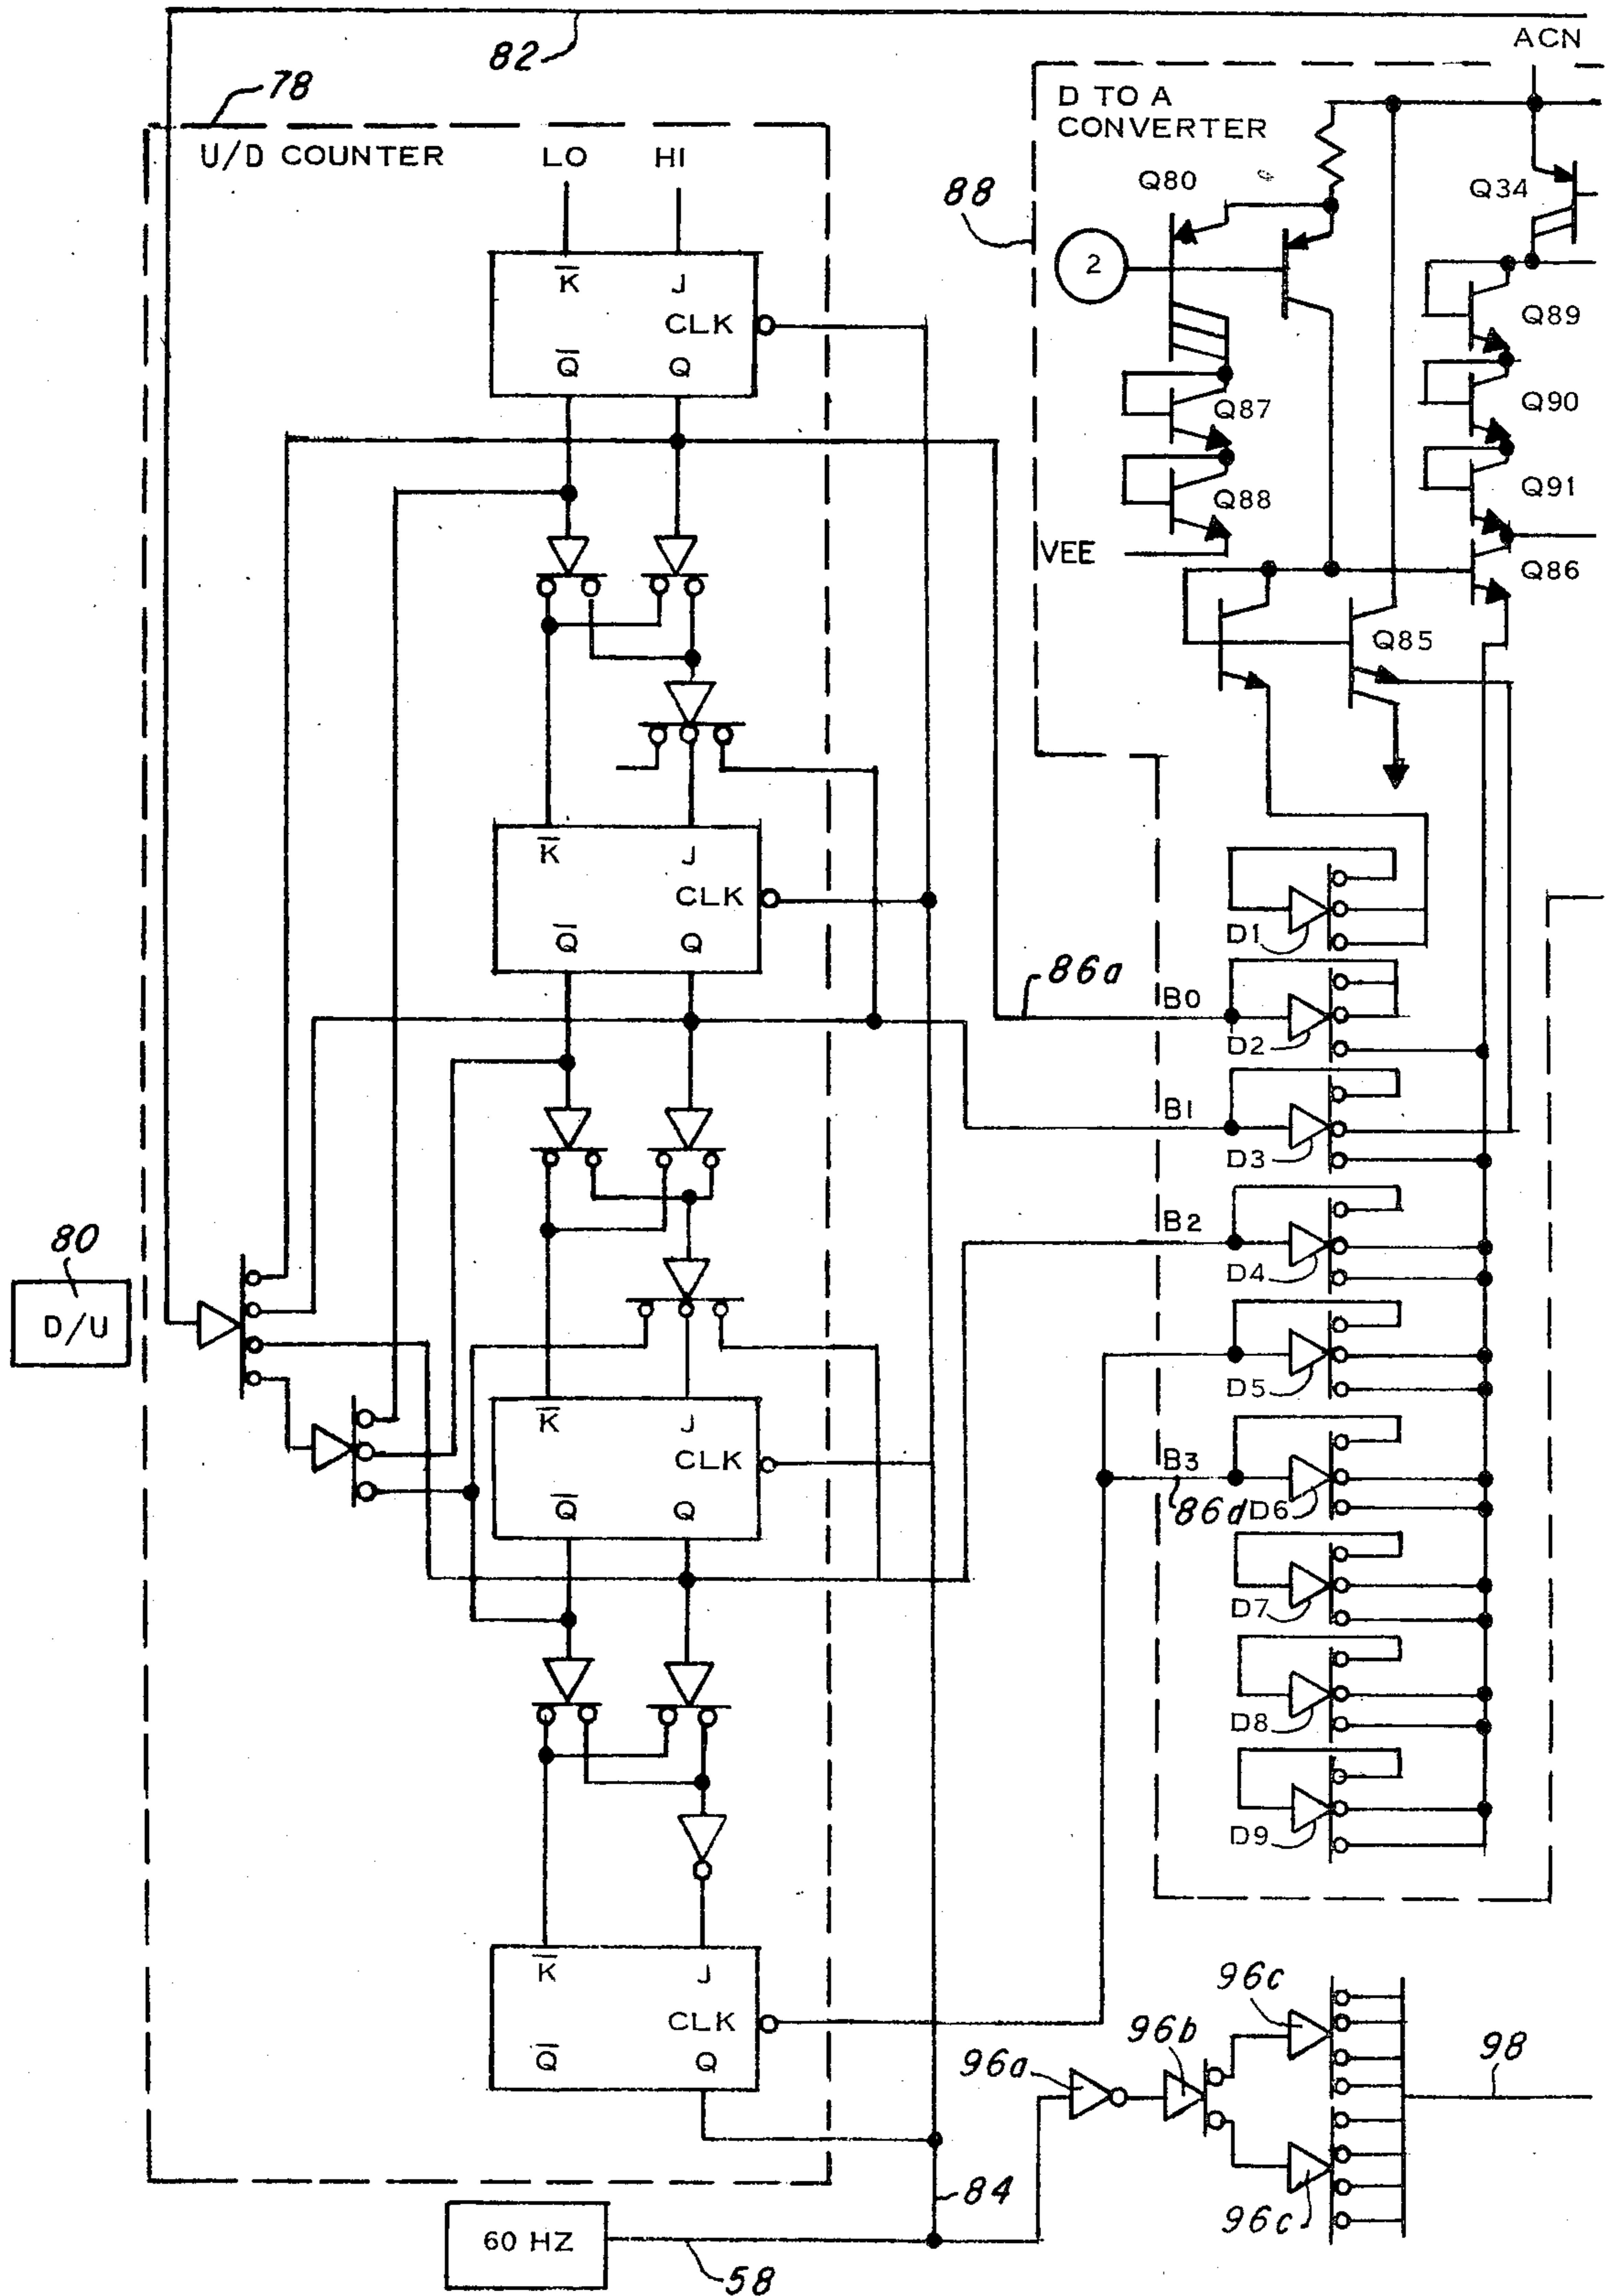 82
ACN
78
U/D COUNTER
LO HI
D TO A
CONVERTER
Q80
Q34
88
2
K̅ J
CLK
Q̅ Q
Q89
Q87
Q90
Q88
Q91
VEE
Q86
Q85
K̅ J
CLK
Q̅ Q
D1
86a
B0
D2
B1
D3
B2
D4
80
D/U
D5
K̅ J
CLK
B3
86d D6
Q̅ Q
D7
D8
D9
K̅ J
CLK
Q̅ Q
96c
96b
96a
98
84
96c
60 HZ
58